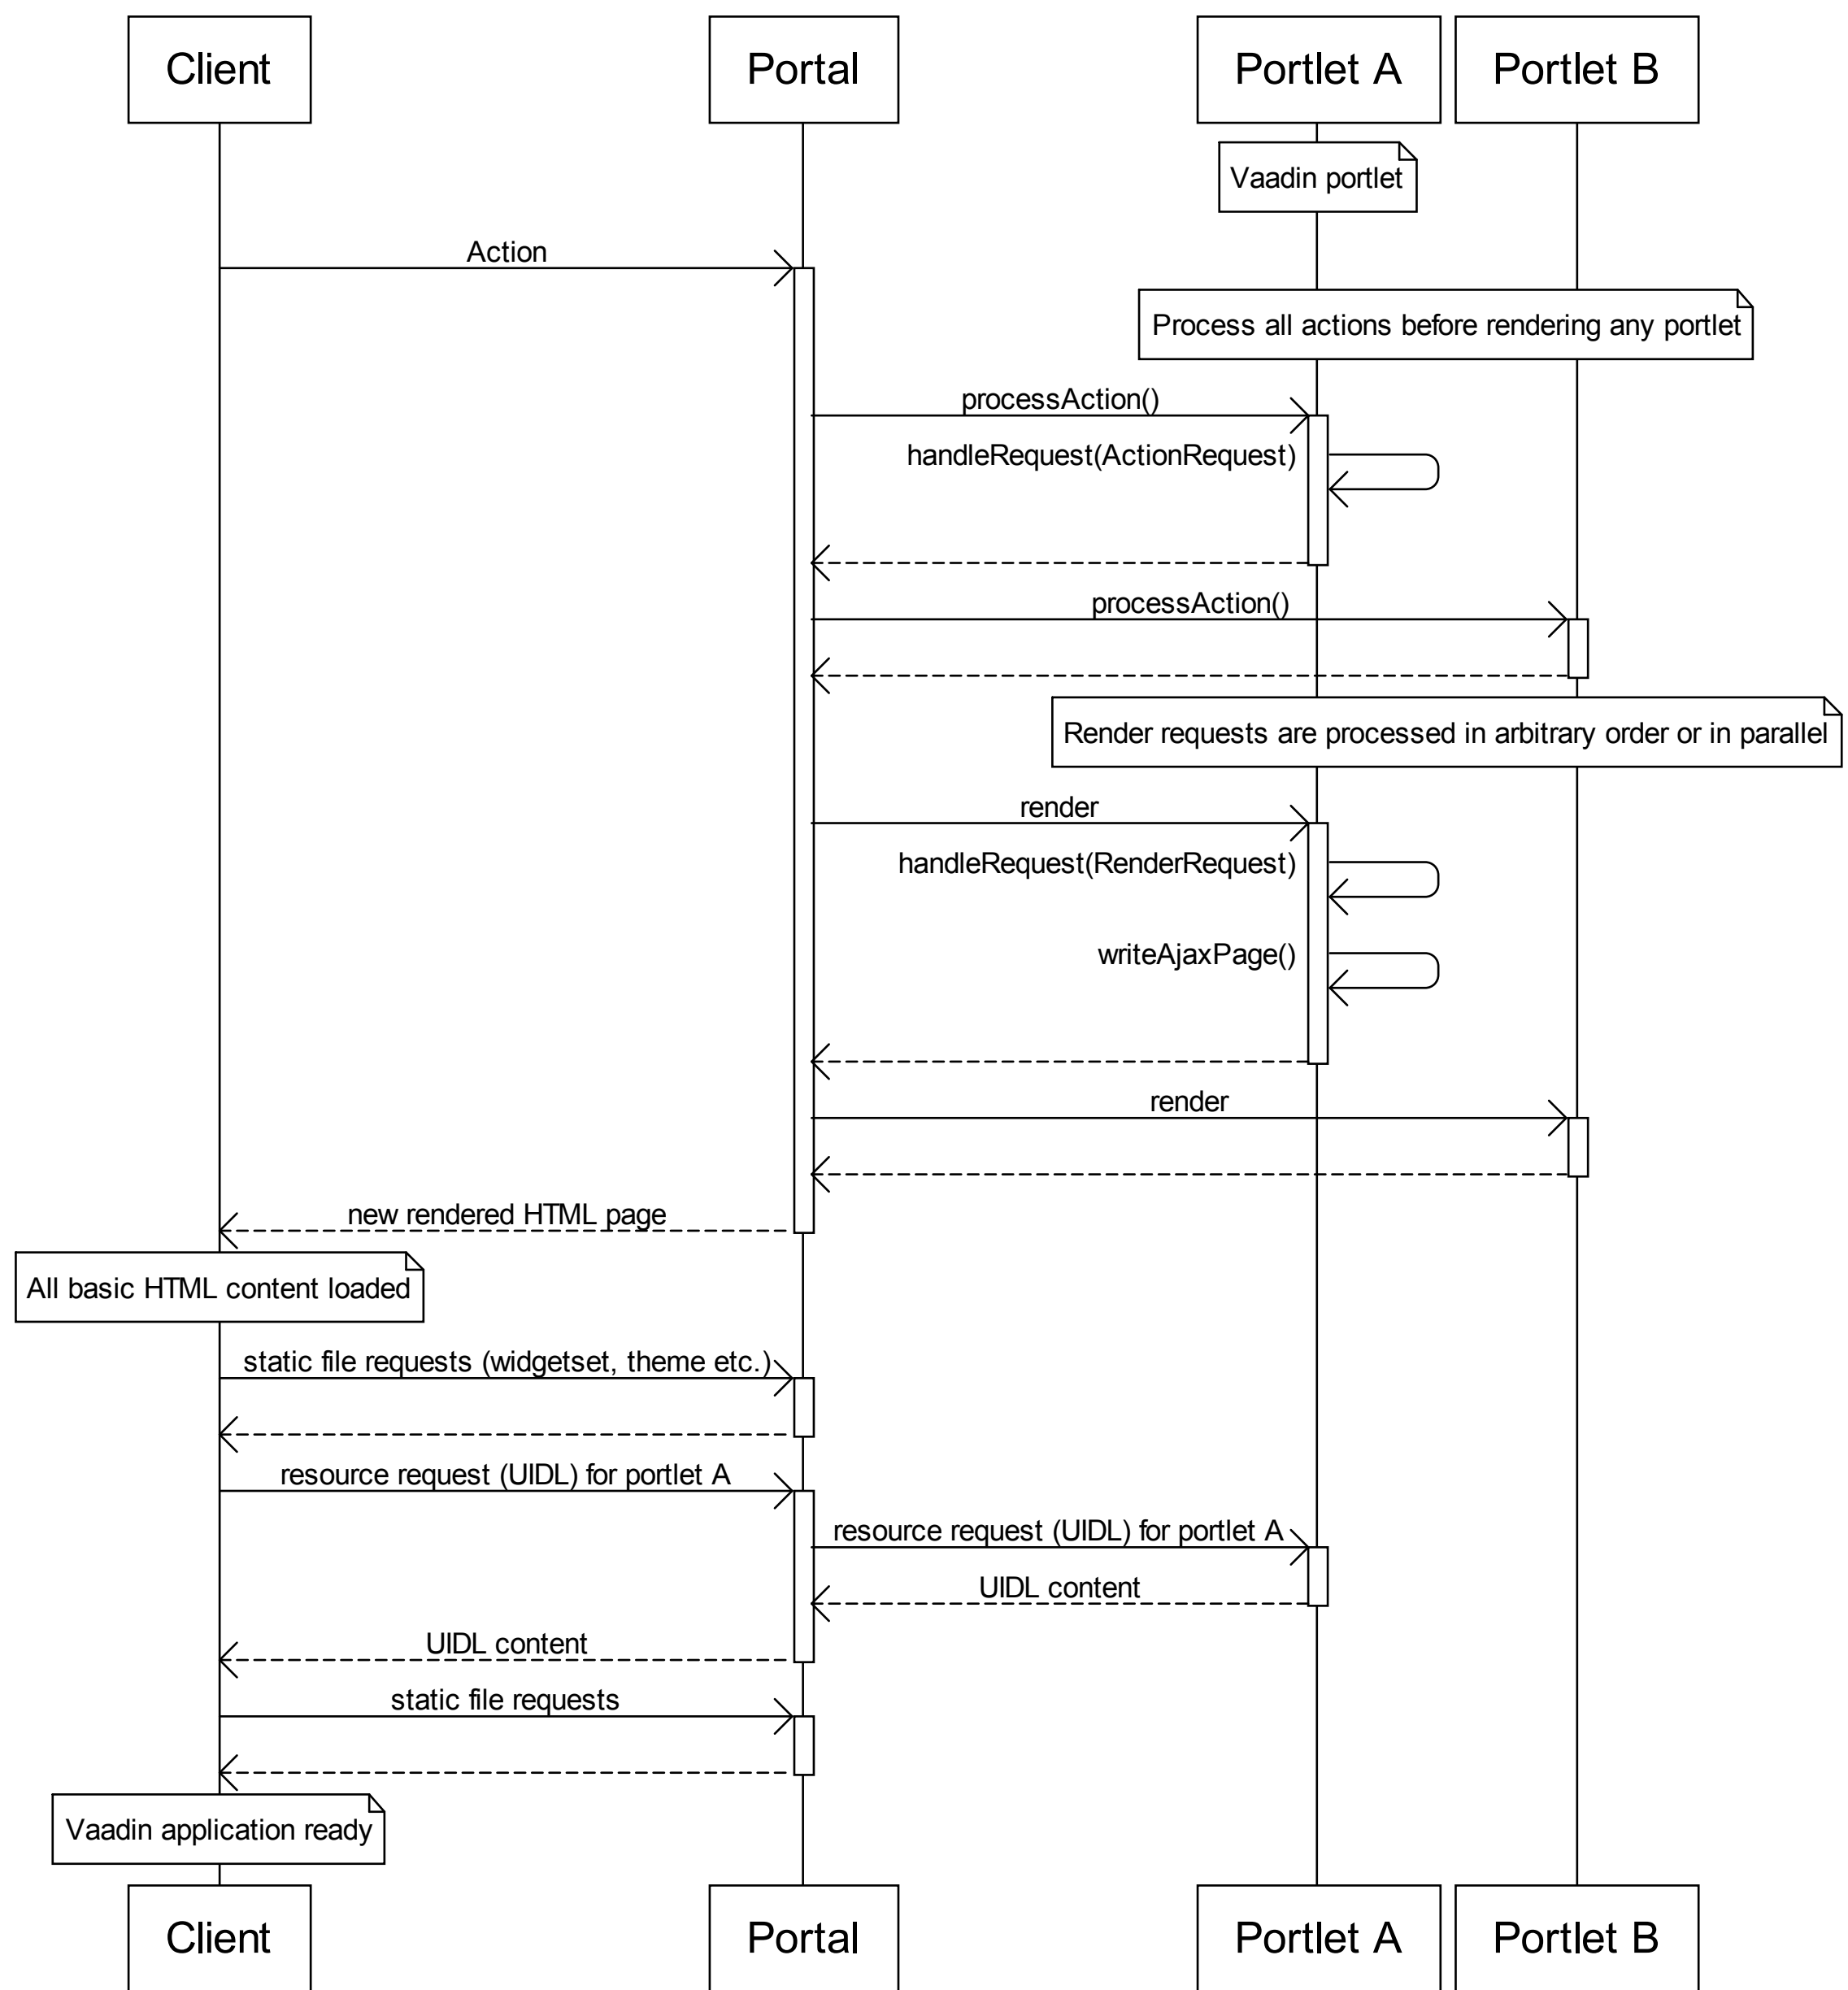 Client
Portal
Portlet A
Portlet B
Vaadin portlet
Action
Process all actions before rendering any portlet
processAction()
handleRequest(ActionRequest)
processAction()
Render requests are processed in arbitrary order or in parallel
render
handleRequest(RenderRequest)
writeAjaxPage()
render
new rendered HTML page
All basic HTML content loaded
static file requests (widgetset, theme etc.)
resource request (UIDL) for portlet A
resource request (UIDL) for portlet A
UIDL content
UIDL content
static file requests
Vaadin application ready
Client
Portal
Portlet A
Portlet B